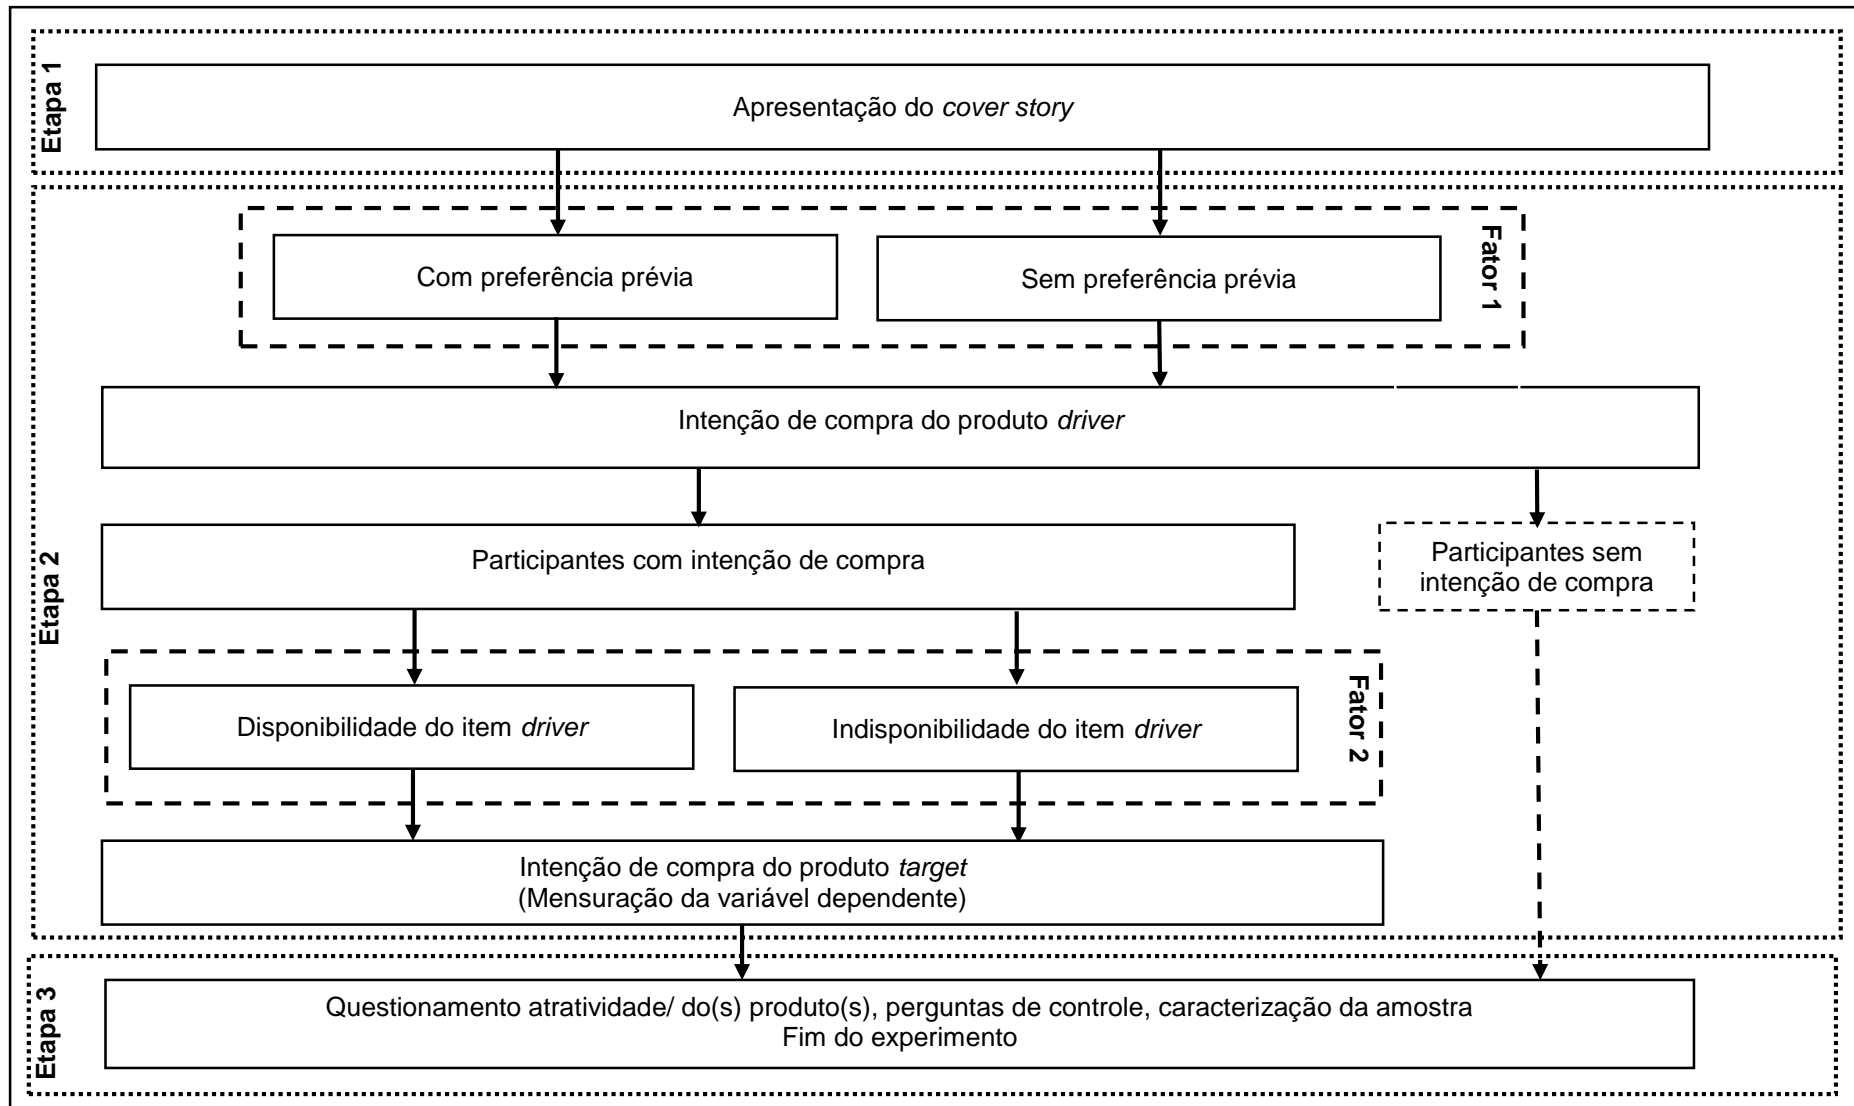 Etapa 1
Apresentação do cover story
Etapa 2
Fator 1
Com preferência prévia
Sem preferência prévia
Intenção de compra do produto driver
Participantes com intenção de compra
Participantes sem
intenção de compra
Fator 2
Disponibilidade do item driver
Indisponibilidade do item driver
Intenção de compra do produto target
(Mensuração da variável dependente)
Etapa 3
Questionamento atratividade/ do(s) produto(s), perguntas de controle, caracterização da amostra
Fim do experimento